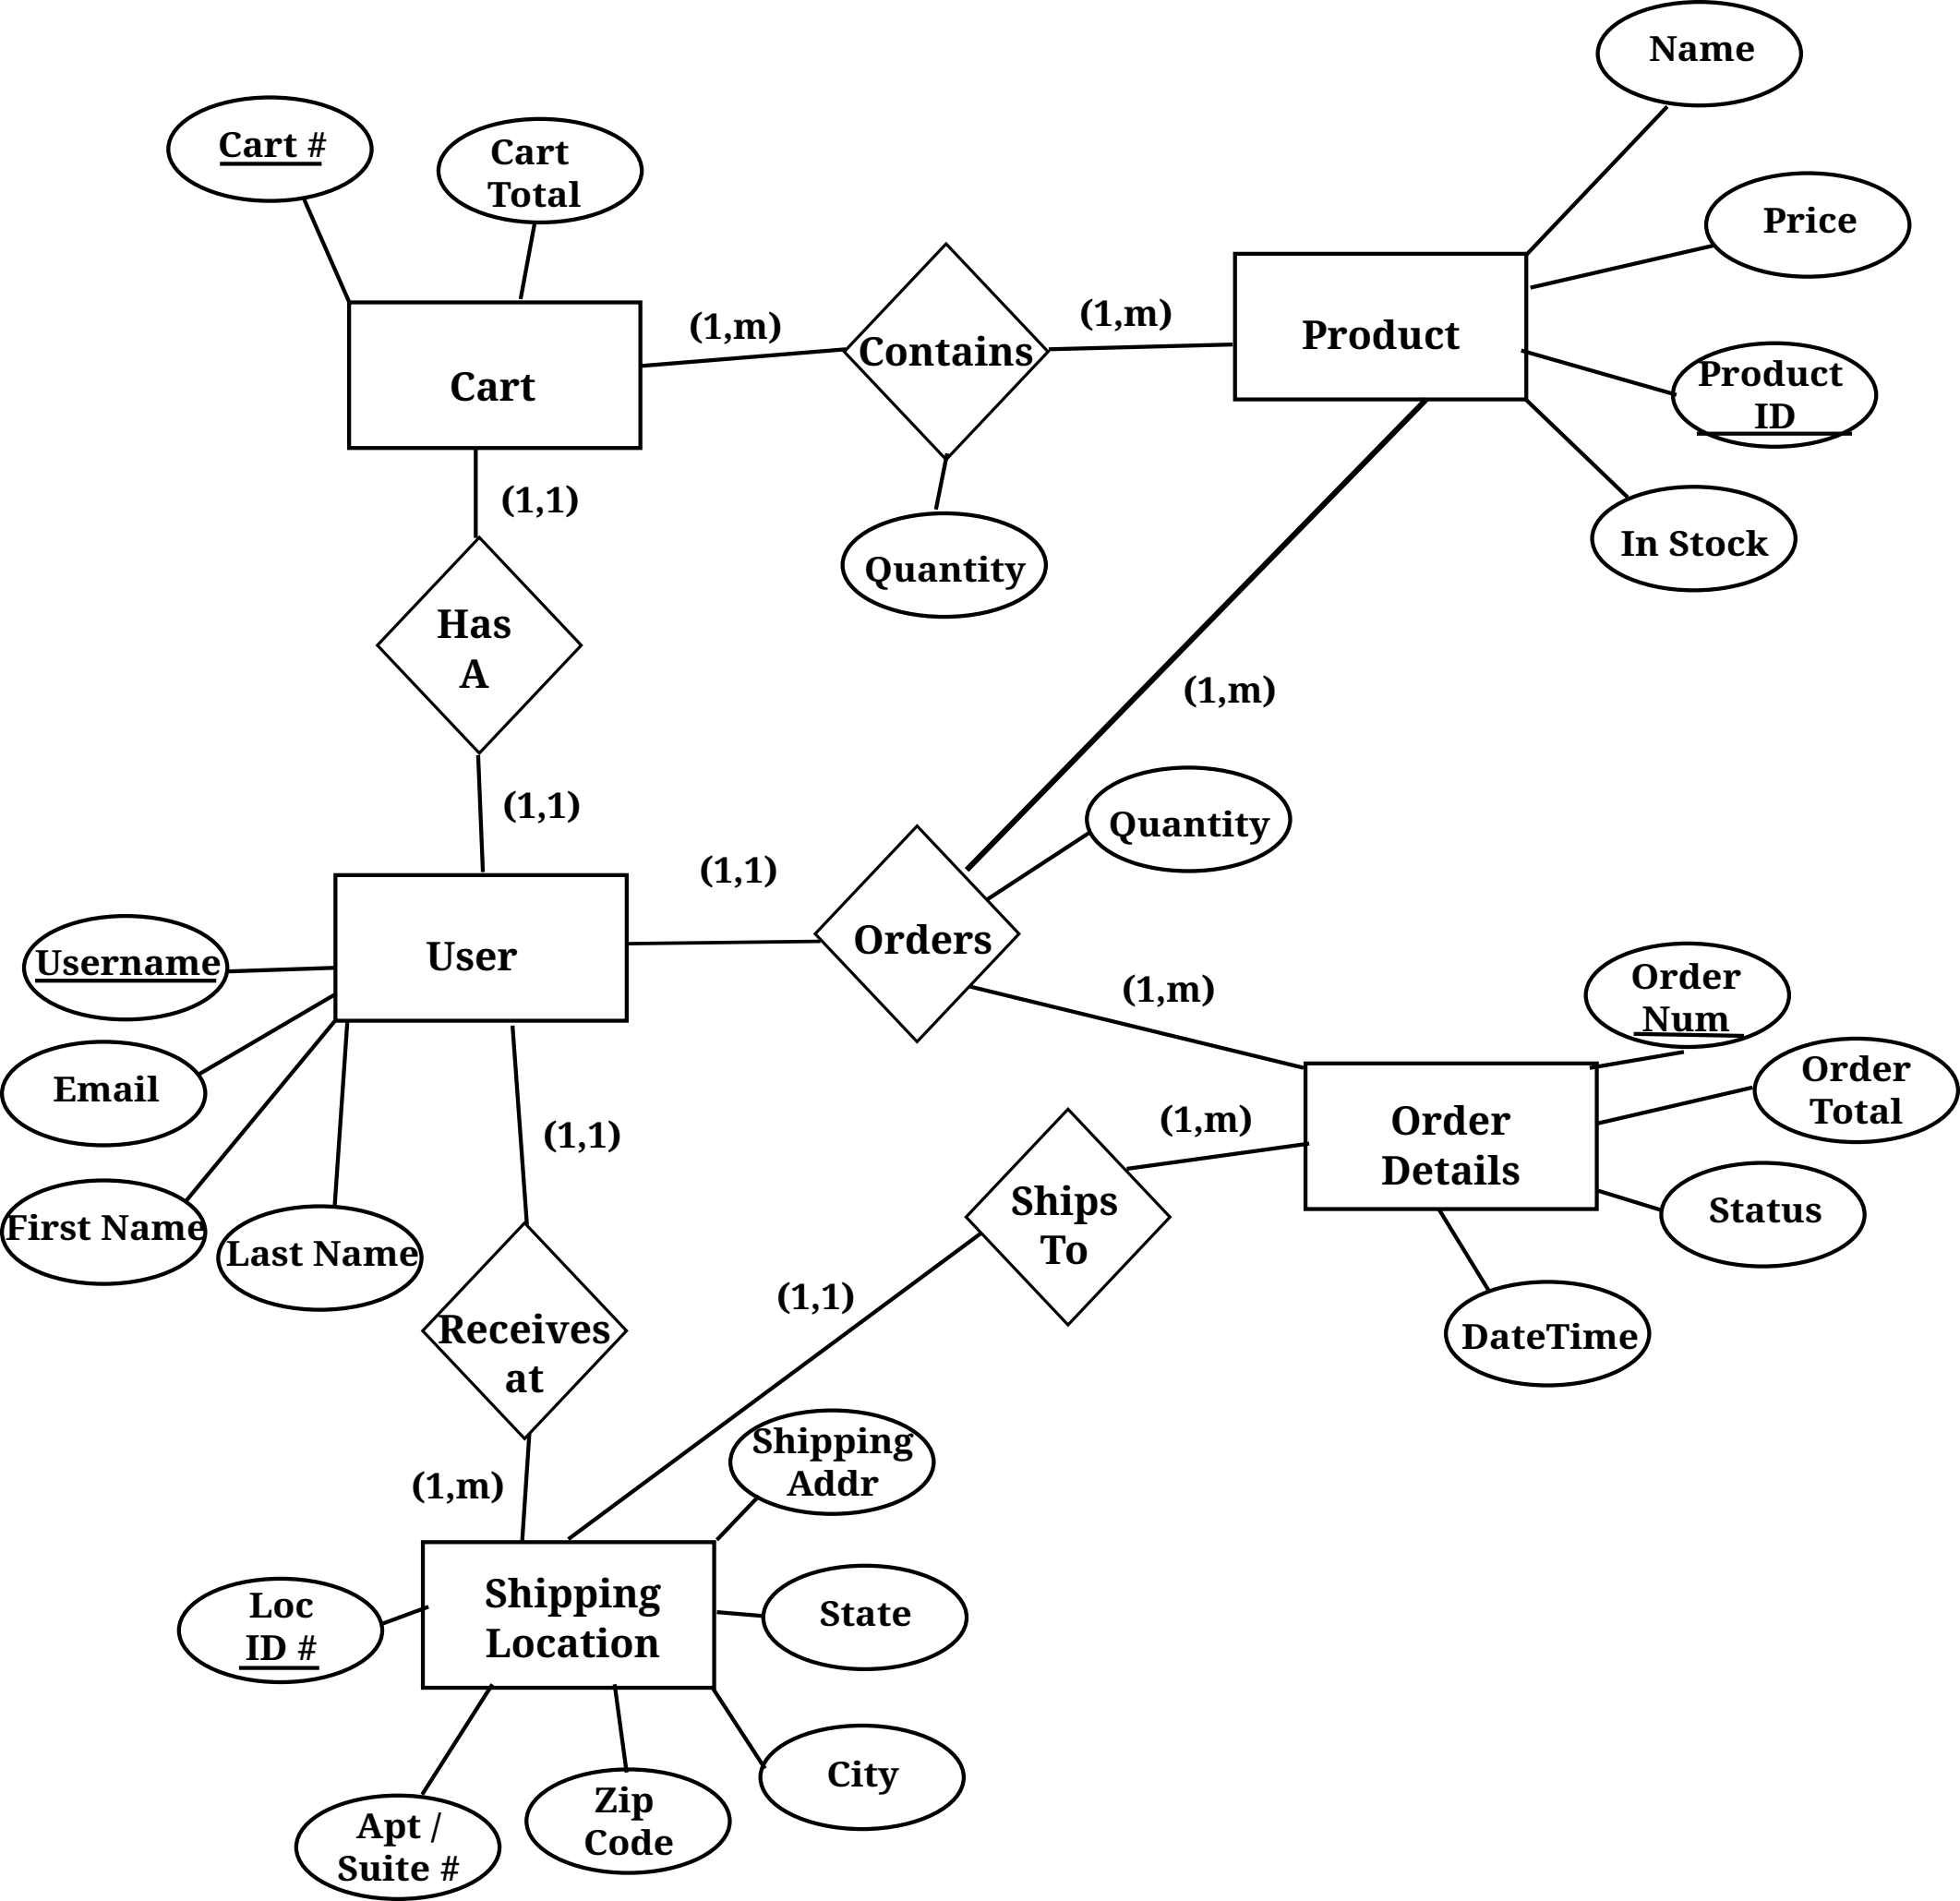 Name
Cart #
Cart
Total
Price
(1,m)
(1,m)
Product
Contains
Cart
Product
ID
(1,1)
In Stock
Quantity
Has
A
(1,m)
(1,1)
Quantity
(1,1)
User
Orders
Username
(1,m)
Order
Num
Email
Order
Total
(1,1)
(1,m)
Order
Details
First Name
Last Name
Ships
To
Status
(1,1)
Receives
at
DateTime
(1,m)
Shipping
Addr
Loc
ID #
Shipping
Location
State
City
Zip
Code
Apt /
Suite #